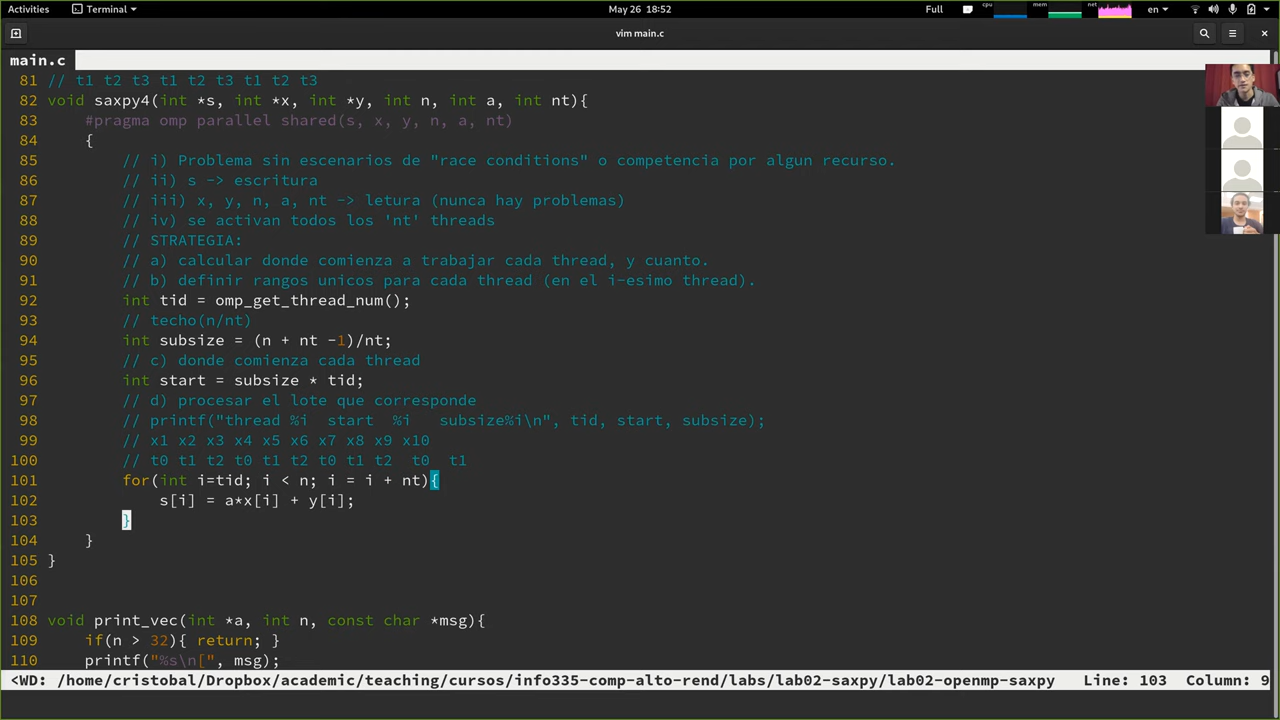 Activities Terminal May 26 18:52 Full cpu mem net en
vim main.c
main.c
81 // t1 t2 t3 t1 t2 t3 t1 t2 t3
82 void saxpy4(int *s, int *x, int *y, int n, int a, int nt){
83 #pragma omp parallel shared(s, x, y, n, a, nt)
84 {
85 // i) Problema sin escenarios de "race conditions" o competencia por algun recurso.
86 // ii) s -> escritura
87 // iii) x, y, n, a, nt -> letura (nunca hay problemas)
88 // iv) se activan todos los 'nt' threads
89 // STRATEGIA:
90 // a) calcular donde comienza a trabajar cada thread, y cuanto.
91 // b) definir rangos unicos para cada thread (en el i-esimo thread).
92 int tid = omp_get_thread_num();
93 // techo(n/nt)
94 int subsize = (n + nt -1)/nt;
95 // c) donde comienza cada thread
96 int start = subsize * tid;
97 // d) procesar el lote que corresponde
98 // printf("thread %i start %i subsize%i\n", tid, start, subsize);
99 // x1 x2 x3 x4 x5 x6 x7 x8 x9 x10
100 // t0 t1 t2 t0 t1 t2 t0 t1 t2 t0 t1
101 for(int i=tid; i < n; i = i + nt){
102 s[i] = a*x[i] + y[i];
103 }
104 }
105 }
106
107
108 void print_vec(int *a, int n, const char *msg){
109 if(n > 32){ return; }
110 printf("%s\n[", msg);
<WD: /home/cristobal/Dropbox/academic/teaching/cursos/info335-comp-alto-rend/labs/lab02-saxpy/lab02-openmp-saxpy Line: 103 Column: 9